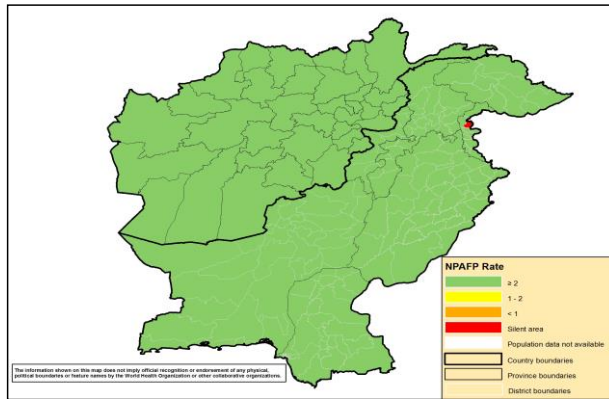 NPAFP Rate
≥ 2
1 - 2
< 1
Silent area
Population data not available
Country boundaries
Province boundaries
District boundaries
The information shown on this map does not imply official recognition or endorsement of any physical,
political boundaries or feature names by the World Health Organization or other collaborative organizations.